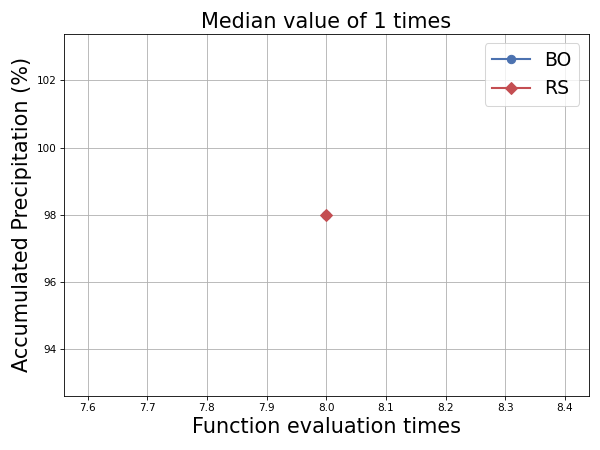 Median value of 1 times
BO
RS
Accumulated Precipitation (%)
102
100
98
96
94
7.6 7.7 7.8 7.9 8.0 8.1 8.2 8.3 8.4
Function evaluation times